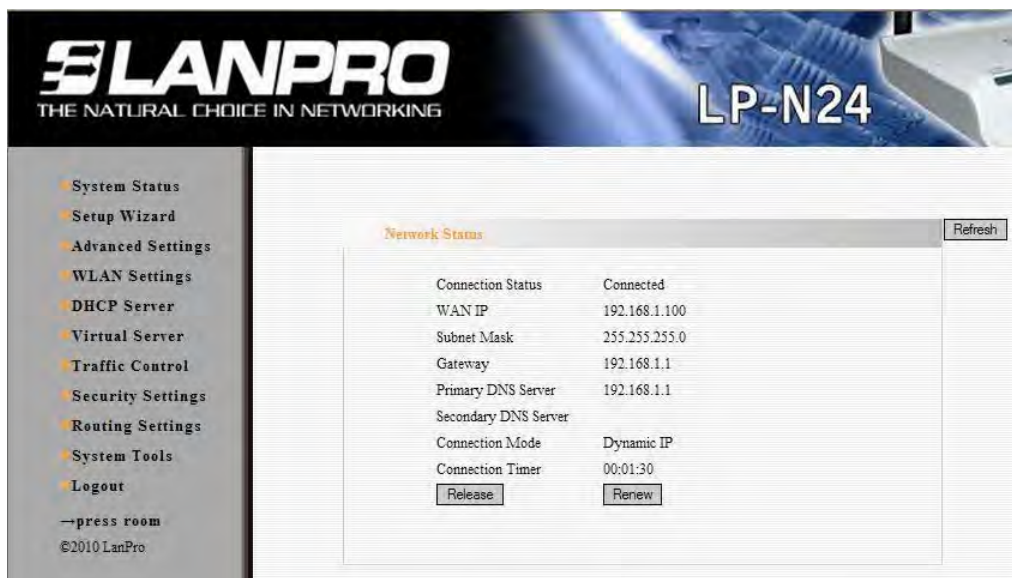 LANPRO
THE NATURAL CHOICE IN NETWORKING
LP-N24
System Status
Setup Wizard
Advanced Settings
WLAN Settings
DHCP Server
Virtual Server
Traffic Control
Security Settings
Routing Settings
System Tools
Logout
→press room
©2010 LanPro
Network Status
Refresh
Connection Status Connected
WAN IP 192.168.1.100
Subnet Mask 255.255.255.0
Gateway 192.168.1.1
Primary DNS Server 192.168.1.1
Secondary DNS Server
Connection Mode Dynamic IP
Connection Timer 00:01:30
Release Renew